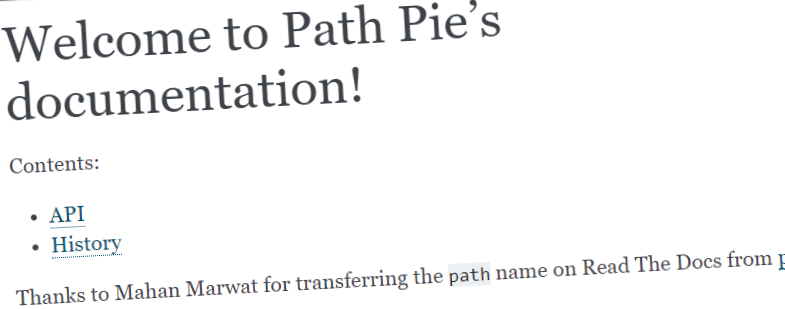 Welcome to Path Pie’s
documentation!
Contents:
API
History
Thanks to Mahan Marwat for transferring the path name on Read The Docs from